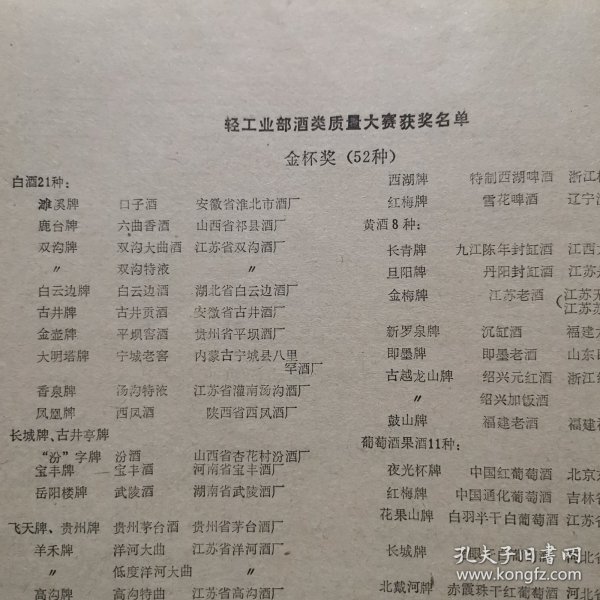 轻工业部酒类质量大赛获奖名单
金杯奖（52种）
白酒21种：
濉溪牌 口子酒 安徽省淮北市酒厂
鹿台牌 六曲香酒 山西省祁县酒厂
双沟牌 双沟大曲酒 江苏省双沟酒厂
〃 双沟特液 〃
白云边牌 白云边酒 湖北省白云边酒厂
古井牌 古井贡酒 安徽省古井酒厂
金壶牌 平坝窖酒 贵州省平坝酒厂
大明塔牌 宁城老窖 内蒙古宁城县八里
罕酒厂
香泉牌 汤沟特液 江苏省灌南汤沟酒厂
凤凰牌 西凤酒 陕西省西凤酒厂
长城牌、古井亭牌
“汾”字牌 汾酒 山西省杏花村汾酒厂
宝丰牌 宝丰酒 河南省宝丰酒厂
岳阳楼牌 武陵酒 湖南省武陵酒厂
飞天牌、贵州牌 贵州茅台酒 贵州省茅台酒厂
羊禾牌 洋河大曲 江苏省洋河酒厂
〃 低度洋河大曲 〃
高沟牌 高沟特曲 江苏省高沟酒厂
西湖牌 特制西湖啤酒 浙江
红梅牌 雪花啤酒 辽宁
黄酒8种：
长青牌 九江陈年封缸酒 江西
旦阳牌 丹阳封缸酒 江苏
金梅牌 江苏老酒 （江苏
江苏
新罗泉牌 沉缸酒 福建
即墨牌 即墨老酒 山东
古越龙山牌 绍兴元红酒 浙江
〃 绍兴加饭酒
鼓山牌 福建老酒 福建
葡萄酒果酒11种：
夜光杯牌 中国红葡萄酒 北京
红梅牌 中国通化葡萄酒 吉林省
花果山牌 白羽半干白葡萄酒 江苏省
长城牌
北戴河牌 赤霞珠干红葡萄酒 河北省
孔夫子旧书网
www.kongfz.com